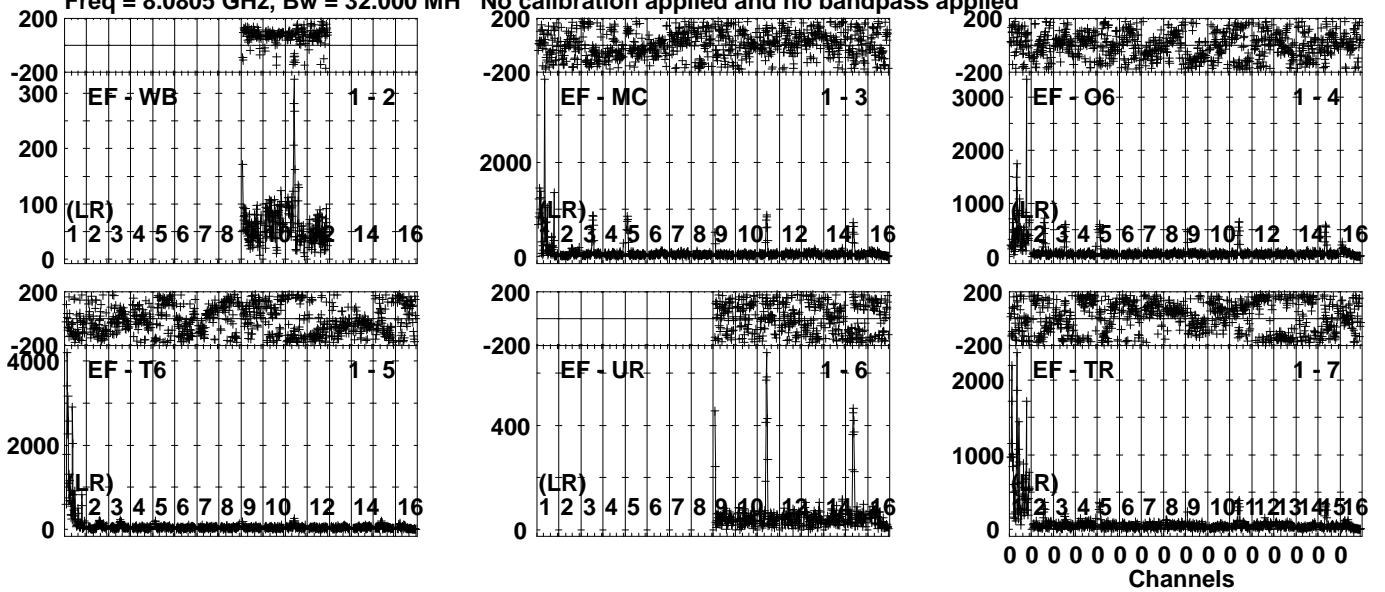 Freq = 8.0805 GHz, Bw = 32.000 MH No calibration applied and no bandpass applied
200
-200
300
200
100
0
EF - WB 1 - 2
(LR)
1 2 3 4 5 6 7 8 10 12 14 16
200
-200
2000
0
EF - MC 1 - 3
(LR)
2 3 4 5 6 7 8 9 10 12 14 16
200
-200
3000
2000
1000
0
EF - O6 1 - 4
(LR)
2 3 4 5 6 7 8 9 10 12 14 16
200
-200
4000
2000
0
EF - T6 1 - 5
(LR)
2 3 4 5 6 7 8 9 10 12 14 16
200
-200
400
0
EF - UR 1 - 6
(LR)
1 2 3 4 5 6 7 8 9 10 12 14 16
200
-200
2000
1000
0
EF - TR 1 - 7
(LR)
2 3 4 5 6 7 8 9 10 11 12 13 14 15 16
0 0 0 0 0 0 0 0 0 0 0 0 0 0 0 0
Channels